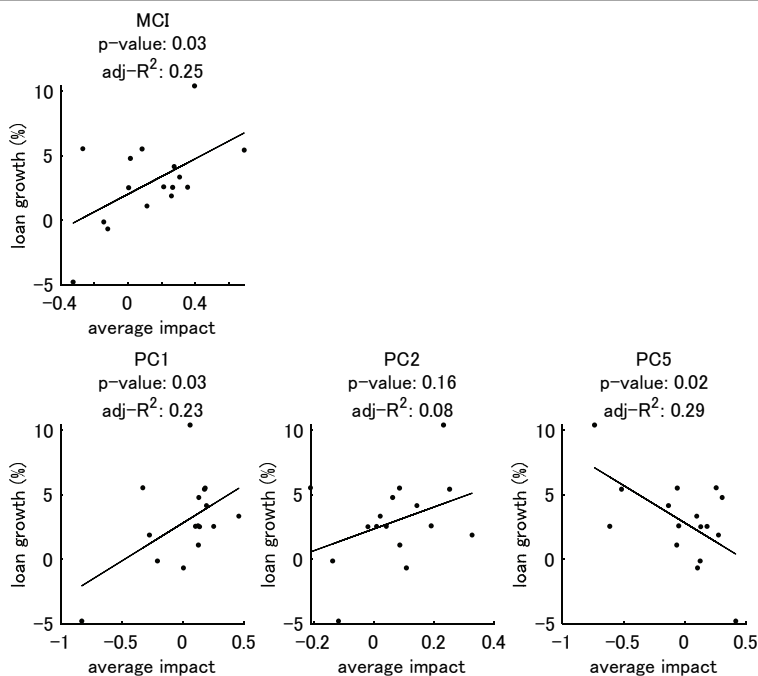 MCI
p-value: 0.03
adj-R²: 0.25
10
5
0
−5
loan growth (%)
−0.4
0
0.4
average impact
PC1
p-value: 0.03
adj-R²: 0.23
10
5
0
−5
loan growth (%)
−1
−0.5
0
0.5
average impact
PC2
p-value: 0.16
adj-R²: 0.08
10
5
0
−5
loan growth (%)
−0.2
0
0.2
0.4
average impact
PC5
p-value: 0.02
adj-R²: 0.29
10
5
0
−5
loan growth (%)
−1
−0.5
0
0.5
average impact